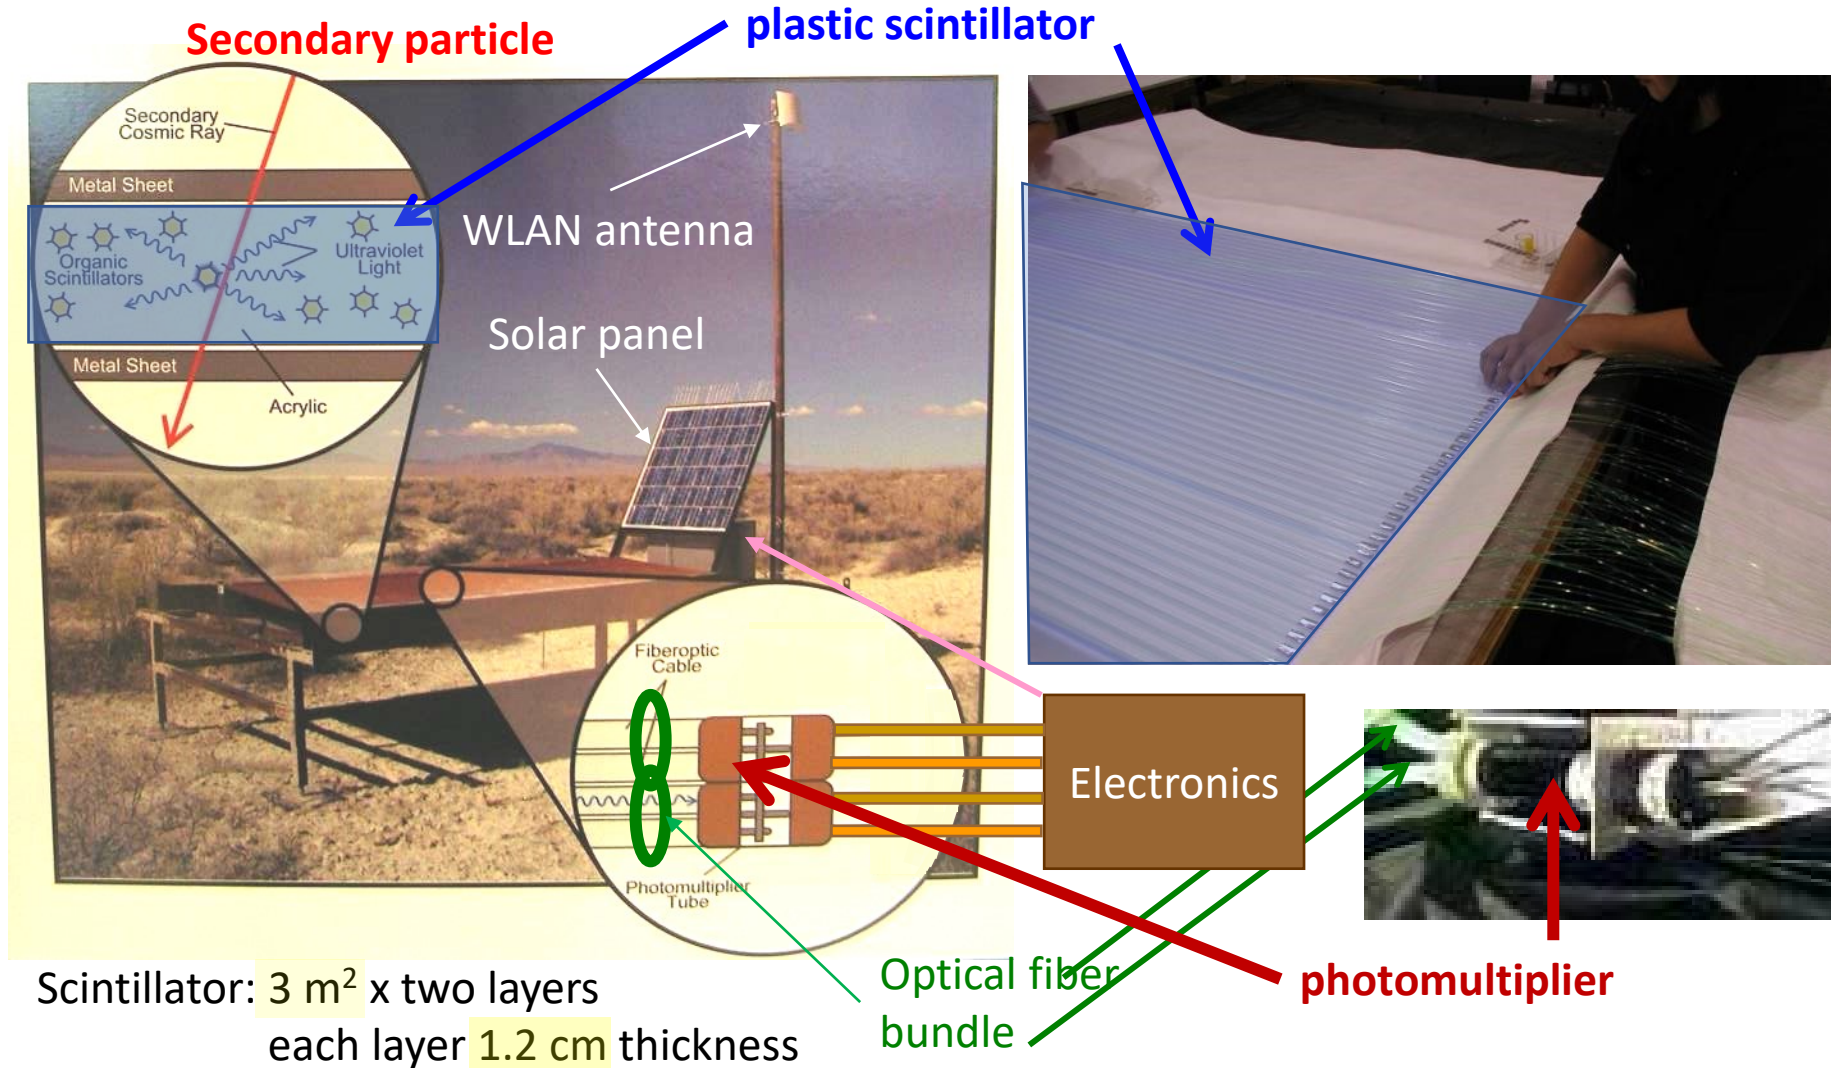 Secondary particle
plastic scintillator
Secondary
Cosmic Ray
Metal Sheet
Organic
Scintillators
Ultraviolet
Light
Metal Sheet
Acrylic
WLAN antenna
Solar panel
Fiberoptic
Cable
Photomultiplier
Tube
Electronics
Optical fiber
bundle
photomultiplier
Scintillator: 3 m² x two layers
each layer 1.2 cm thickness